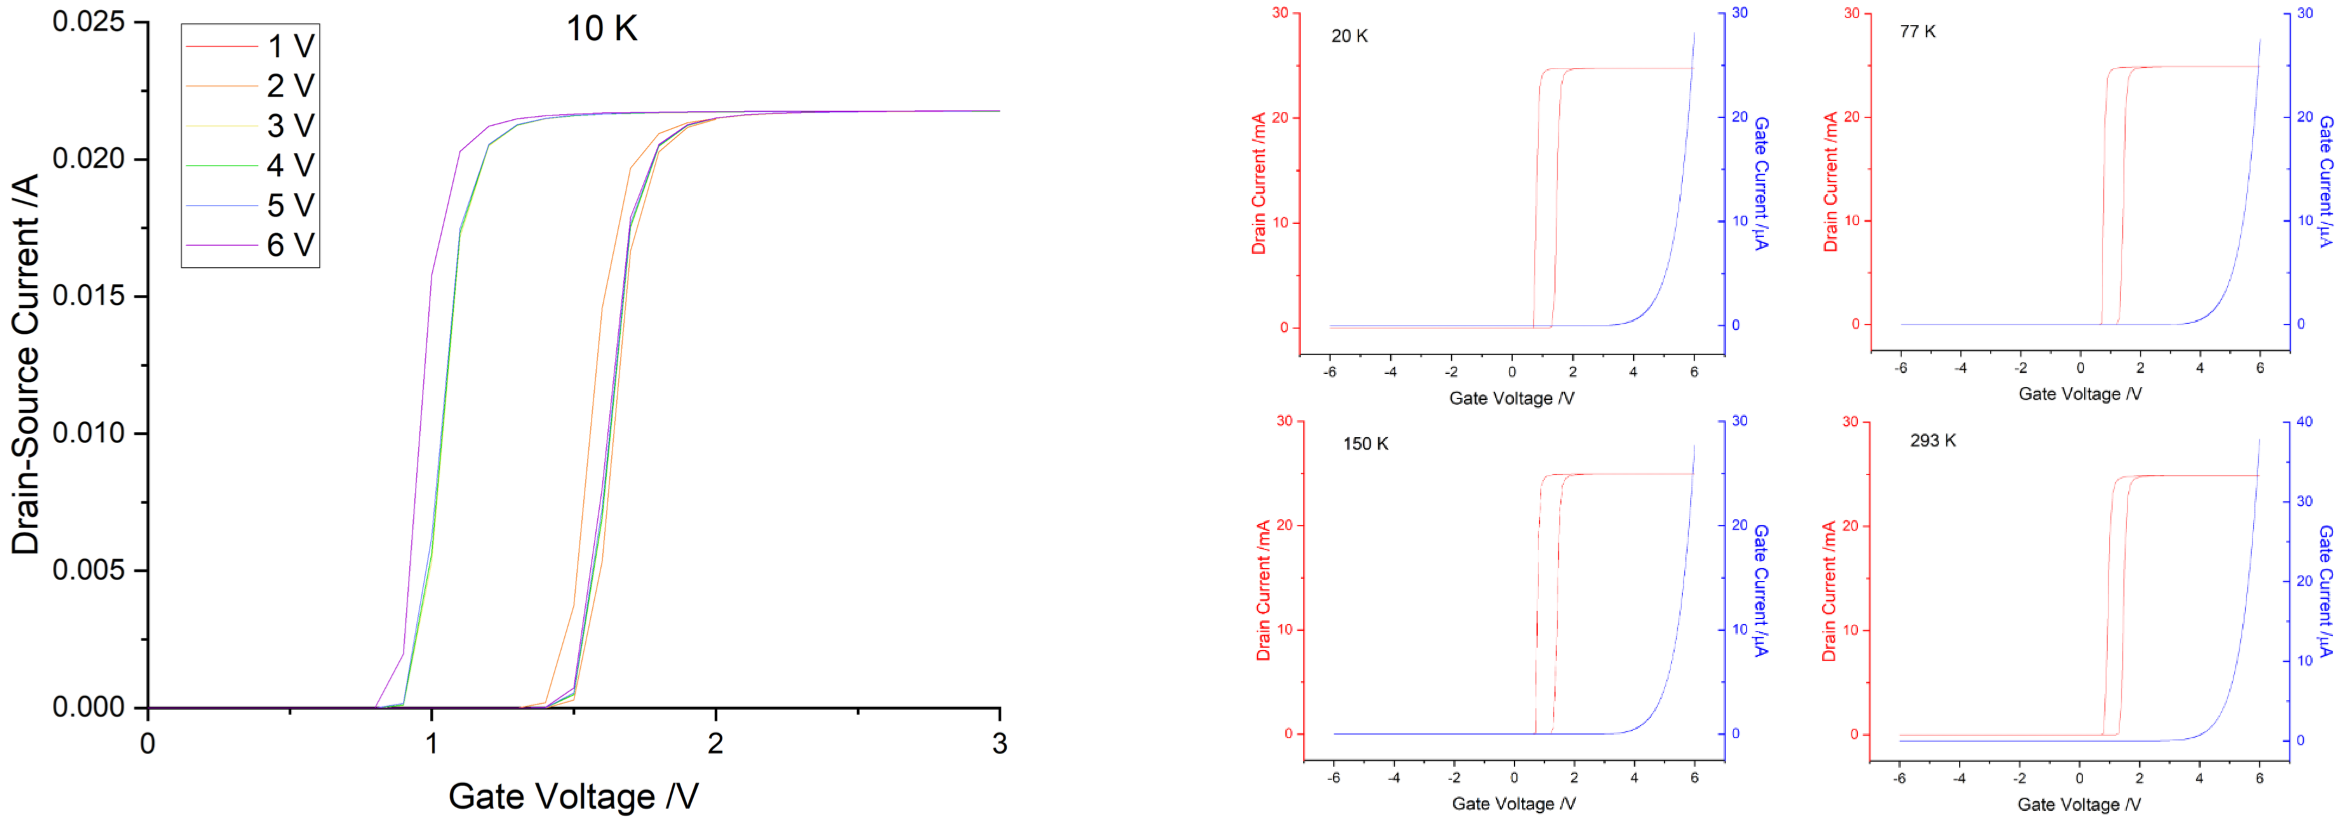 10 K
0.025
0.020
0.015
0.010
0.005
0.000
Drain-Source Current /A
1 V
2 V
3 V
4 V
5 V
6 V
0 1 2 3
Gate Voltage /V
20 K
30
20
10
0
Drain Current /mA
30
20
10
0
Gate Current /μA
-6 -4 -2 0 2 4 6
Gate Voltage /V
77 K
30
20
10
0
Drain Current /mA
30
20
10
0
Gate Current /μA
-6 -4 -2 0 2 4 6
Gate Voltage /V
150 K
30
20
10
0
Drain Current /mA
30
20
10
0
Gate Current /μA
-6 -4 -2 0 2 4 6
Gate Voltage /V
293 K
30
20
10
0
Drain Current /mA
40
30
20
10
0
Gate Current /μA
-6 -4 -2 0 2 4 6
Gate Voltage /V